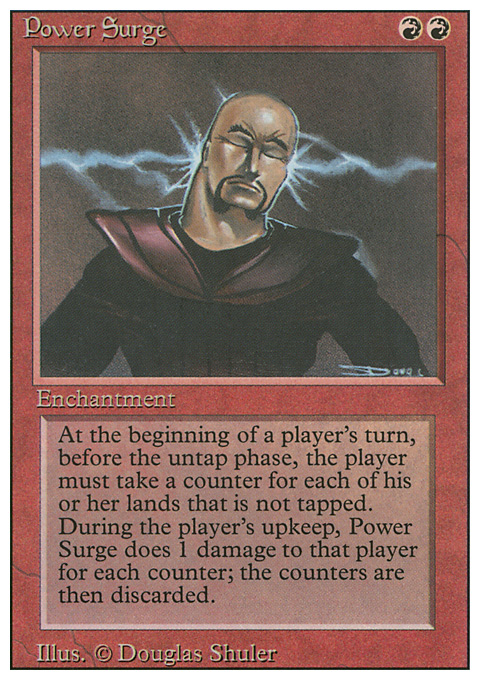 Power Surge
Enchantment
At the beginning of a player's turn,
before the untap phase, the player
must take a counter for each of his
or her lands that is not tapped.
During the player's upkeep, Power
Surge does 1 damage to that player
for each counter; the counters are
then discarded.
Illus. © Douglas Shuler